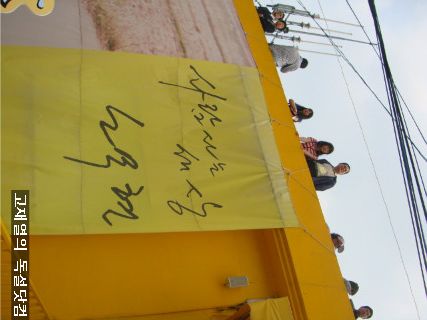 사람사는 세상
노무현
고재열의 독설닷컴